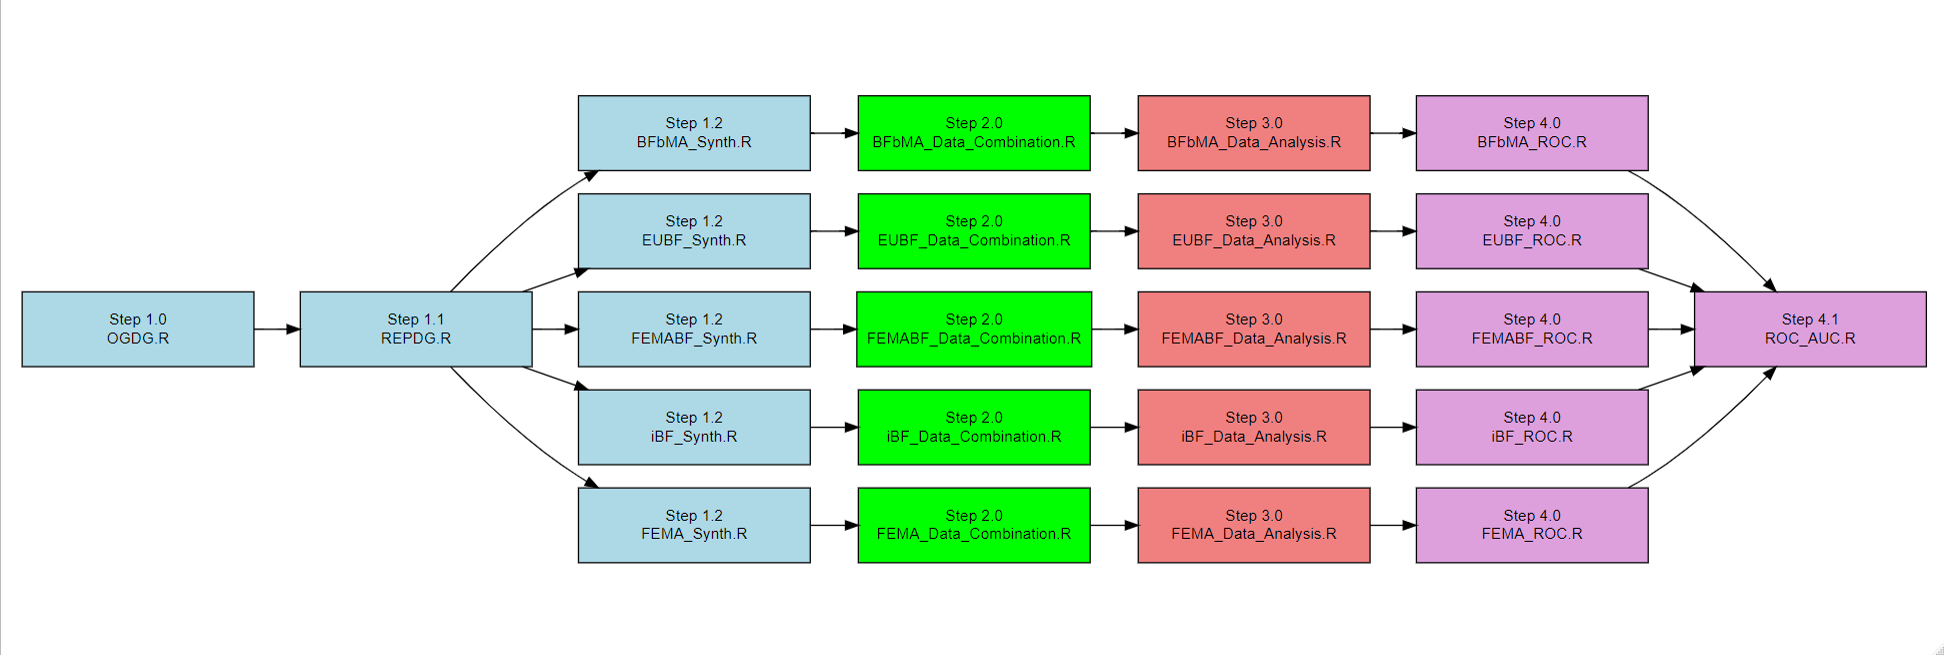 Step 1.2
BFbMA_Synth.R
Step 2.0
BFbMA_Data_Combination.R
Step 3.0
BFbMA_Data_Analysis.R
Step 4.0
BFbMA_ROC.R
Step 1.2
EUBF_Synth.R
Step 2.0
EUBF_Data_Combination.R
Step 3.0
EUBF_Data_Analysis.R
Step 4.0
EUBF_ROC.R
Step 1.0
OGDG.R
Step 1.1
REPDG.R
Step 1.2
FEMABF_Synth.R
Step 2.0
FEMABF_Data_Combination.R
Step 3.0
FEMABF_Data_Analysis.R
Step 4.0
FEMABF_ROC.R
Step 4.1
ROC_AUC.R
Step 1.2
iBF_Synth.R
Step 2.0
iBF_Data_Combination.R
Step 3.0
iBF_Data_Analysis.R
Step 4.0
iBF_ROC.R
Step 1.2
FEMA_Synth.R
Step 2.0
FEMA_Data_Combination.R
Step 3.0
FEMA_Data_Analysis.R
Step 4.0
FEMA_ROC.R